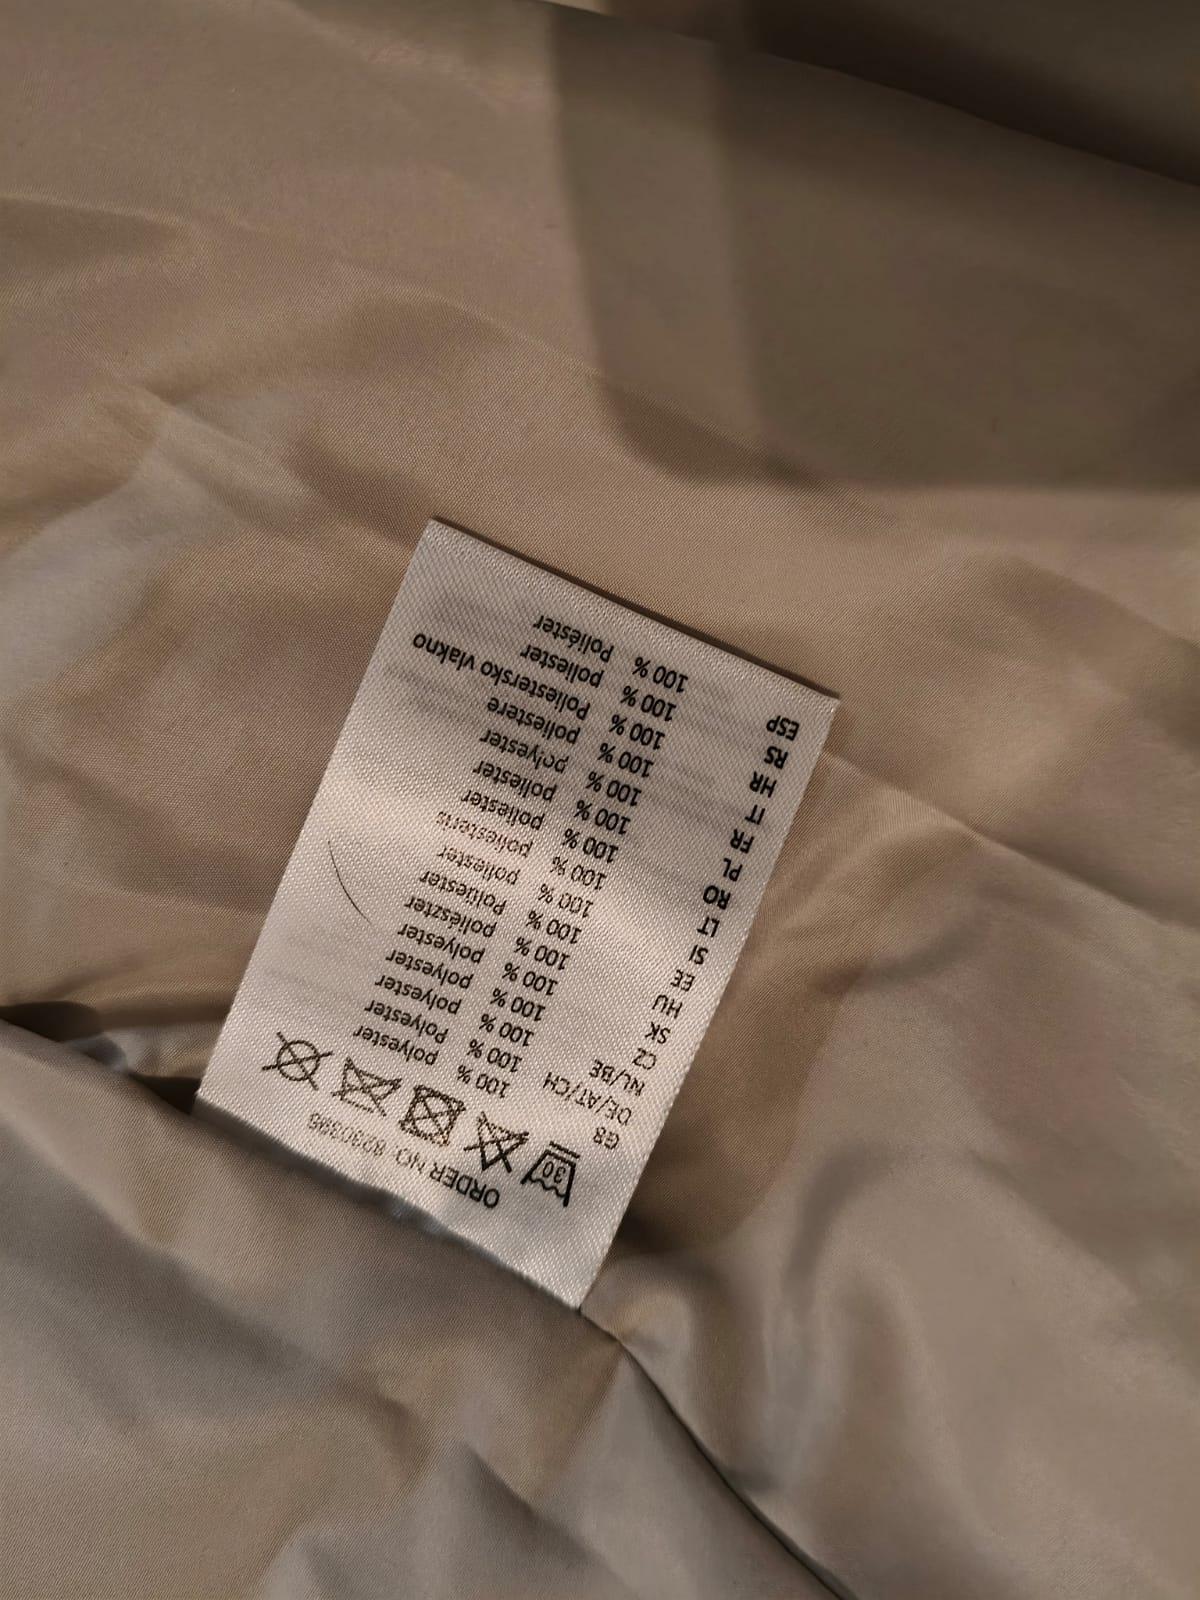 ORDER NO:
30
GB 100 % polyester
DE/AT/CH 100 % Polyester
NL/BE 100 % polyester
CZ 100 % polyester
SK 100 % polyester
HU 100 % poliészter
EE 100 % Polüester
SI 100 % poliester
LT 100 % poliesteris
RO 100 % poliester
PL 100 % poliester
FR 100 % polyester
IT 100 % poliestere
HR 100 % Poliestersko vlakno
RS 100 % poliester
ESP 100 % Poliéster